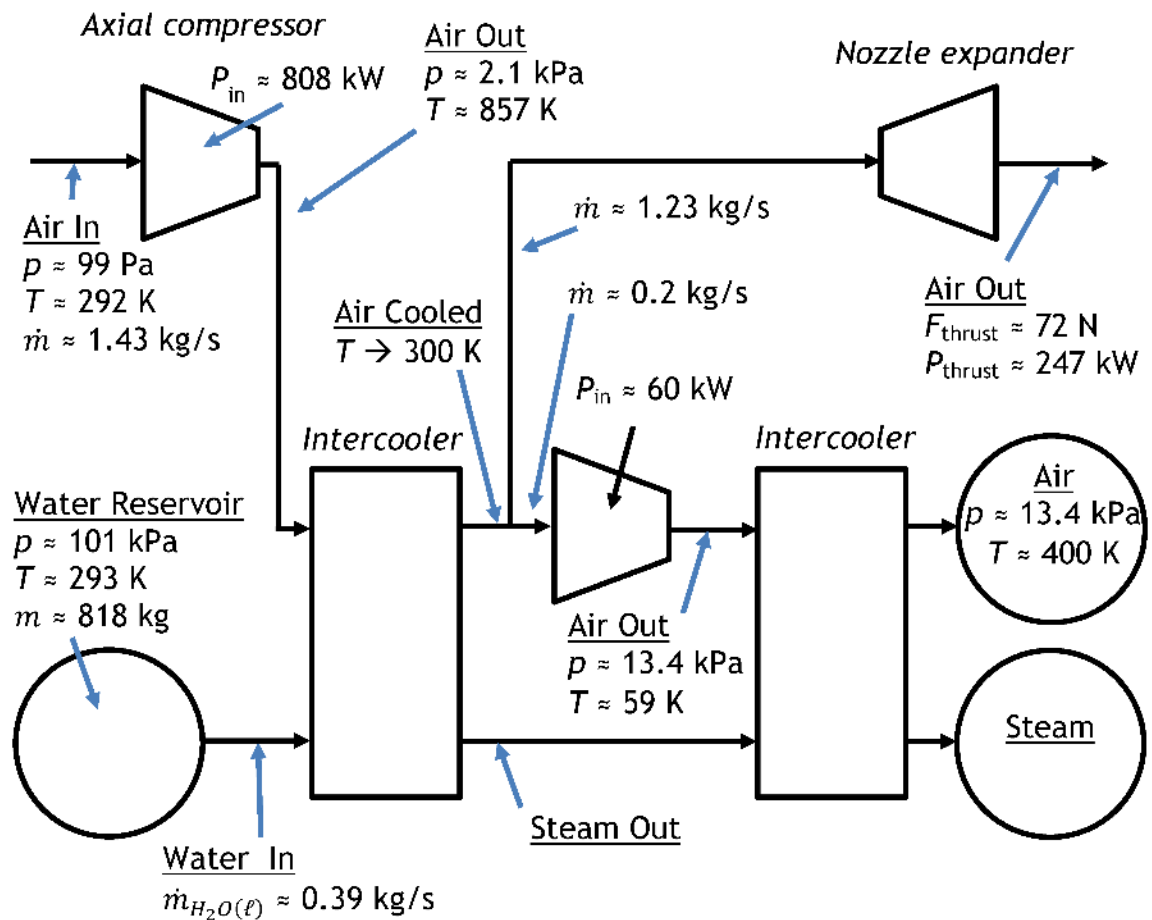 Axial compressor
P_in ≈ 808 kW
Air Out
p ≈ 2.1 kPa
T ≈ 857 K
Nozzle expander
Air In
p ≈ 99 Pa
T ≈ 292 K
ṁ ≈ 1.43 kg/s
ṁ ≈ 1.23 kg/s
ṁ ≈ 0.2 kg/s
Air Cooled
T → 300 K
Air Out
F_thrust ≈ 72 N
P_thrust ≈ 247 kW
P_in ≈ 60 kW
Intercooler
Intercooler
Water Reservoir
p ≈ 101 kPa
T ≈ 293 K
m ≈ 818 kg
Air
p ≈ 13.4 kPa
T ≈ 400 K
Air Out
p ≈ 13.4 kPa
T ≈ 59 K
Steam
Steam Out
Water In
ṁ_H₂O(ℓ) ≈ 0.39 kg/s